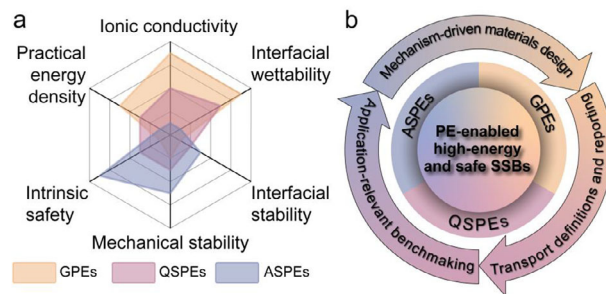 a
Ionic conductivity
Practical
energy
density
Interfacial
wettability
Intrinsic
safety
Interfacial
stability
Mechanical stability
GPEs
QSPEs
ASPEs
b
Mechanism-driven materials design
Transport definitions and reporting
Application-relevant benchmaking
ASPEs
GPEs
QSPEs
PE-enabled
high-energy
and safe SSBs